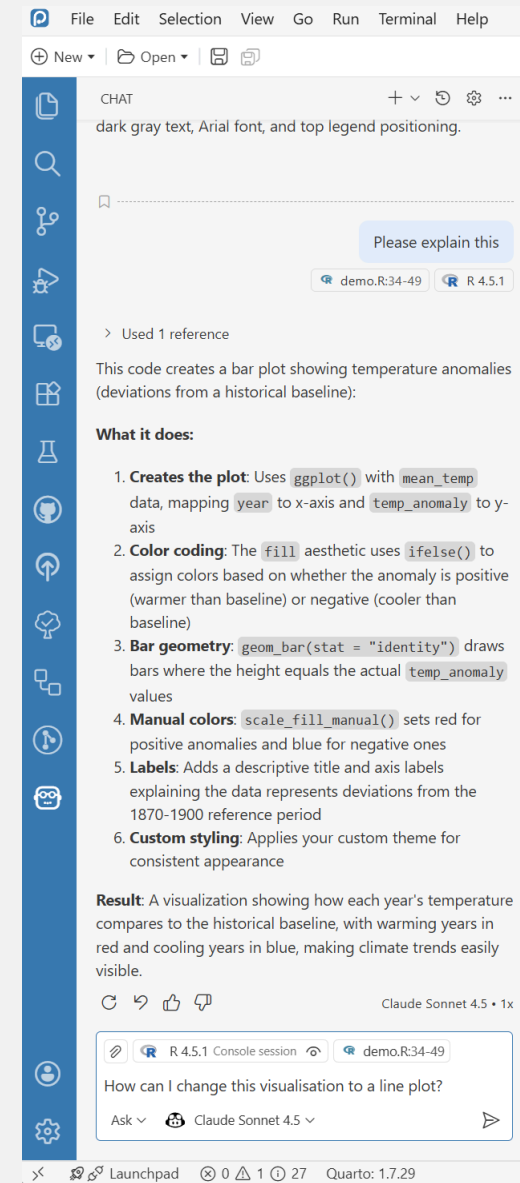 File Edit Selection View Go Run Terminal Help
New Open
CHAT
dark gray text, Arial font, and top legend positioning.
Please explain this
demo.R:34-49 R 4.5.1
Used 1 reference
This code creates a bar plot showing temperature anomalies
(deviations from a historical baseline):
What it does:
1. Creates the plot: Uses ggplot() with mean_temp
data, mapping year to x-axis and temp_anomaly to y-
axis
2. Color coding: The fill aesthetic uses ifelse() to
assign colors based on whether the anomaly is positive
(warmer than baseline) or negative (cooler than
baseline)
3. Bar geometry: geom_bar(stat = "identity") draws
bars where the height equals the actual temp_anomaly
values
4. Manual colors: scale_fill_manual() sets red for
positive anomalies and blue for negative ones
5. Labels: Adds a descriptive title and axis labels
explaining the data represents deviations from the
1870-1900 reference period
6. Custom styling: Applies your custom theme for
consistent appearance
Result: A visualization showing how each year's temperature
compares to the historical baseline, with warming years in
red and cooling years in blue, making climate trends easily
visible.
Claude Sonnet 4.5 • 1x
R 4.5.1 Console session demo.R:34-49
How can I change this visualisation to a line plot?
Ask Claude Sonnet 4.5
Launchpad 0 1 27 Quarto: 1.7.29